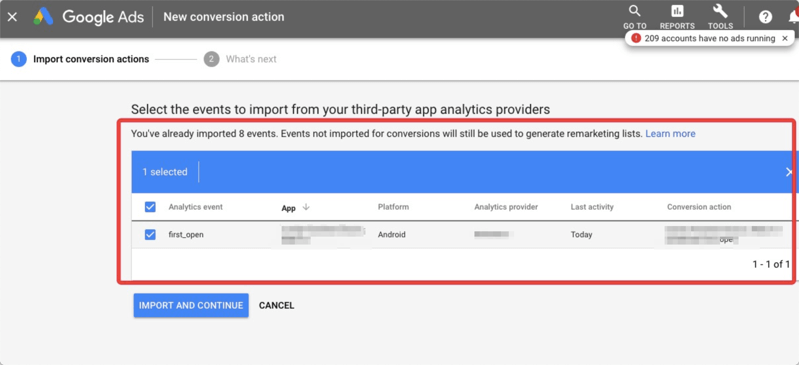 Google Ads New conversion action
GO TO REPORTS TOOLS
209 accounts have no ads running
1 Import conversion actions 2 What's next
Select the events to import from your third-party app analytics providers
You've already imported 8 events. Events not imported for conversions will still be used to generate remarketing lists. Learn more
1 selected
Analytics event App Platform Analytics provider Last activity Conversion action
first_open Android Today
1 - 1 of 1
IMPORT AND CONTINUE CANCEL